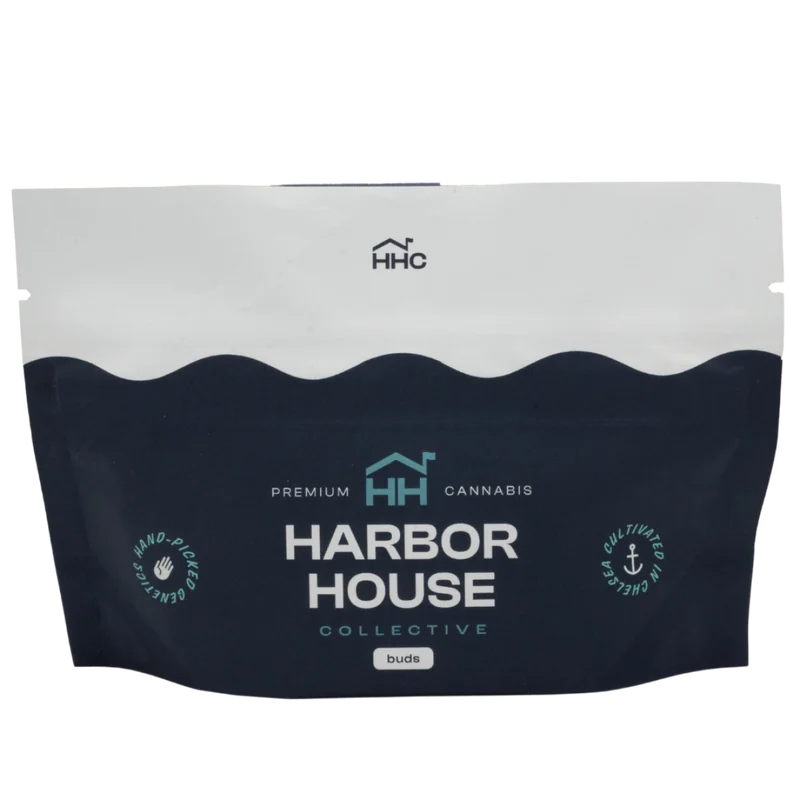 HHC
PREMIUM HH CANNABIS
HARBOR
HOUSE
COLLECTIVE
buds
HAND-PICKED GENETICS
CULTIVATED IN CHELSEA